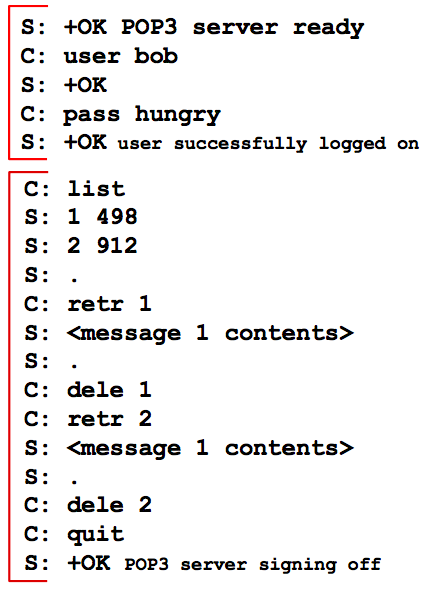 S: +OK POP3 server ready
C: user bob
S: +OK
C: pass hungry
S: +OK user successfully logged on
C: list
S: 1 498
S: 2 912
S: .
C: retr 1
S: <message 1 contents>
S: .
C: dele 1
C: retr 2
S: <message 1 contents>
S: .
C: dele 2
C: quit
S: +OK POP3 server signing off